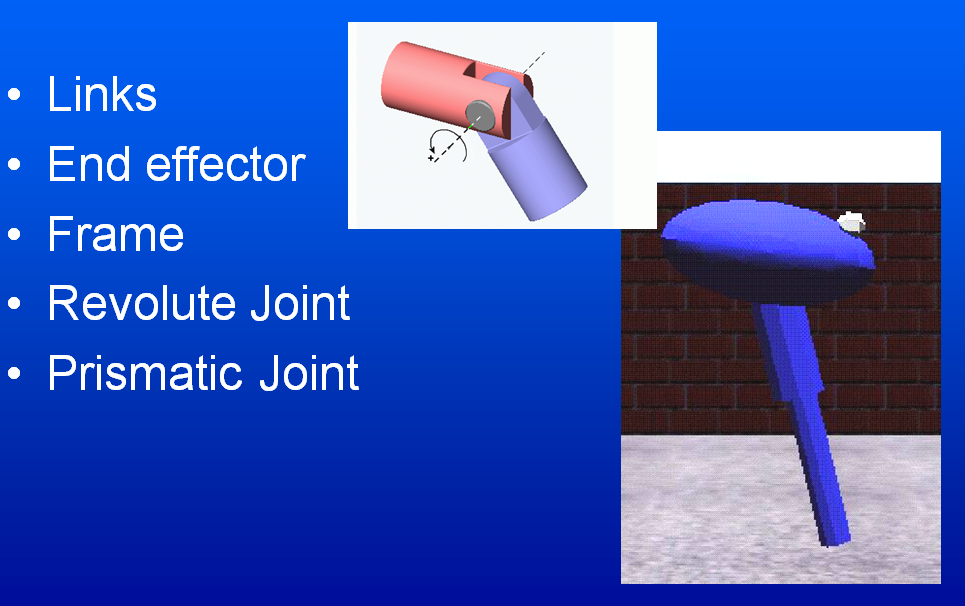 • Links
• End effector
• Frame
• Revolute Joint
• Prismatic Joint